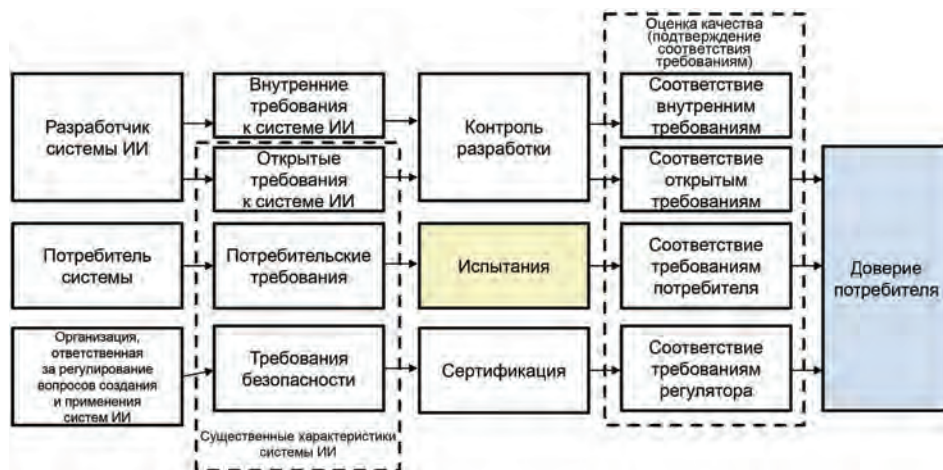 Оценка качества
(подтверждение
соответствия
требованиям)
Разработчик
системы ИИ
Внутренние
требования
к системе ИИ
Контроль
разработки
Соответствие
внутренним
требованиям
Открытые
требования
к системе ИИ
Соответствие
открытым
требованиям
Потребитель
системы
Потребительские
требования
Испытания
Соответствие
требованиям
потребителя
Доверие
потребителя
Организация,
ответственная
за регулирование
вопросов создания
и применения
систем ИИ
Требования
безопасности
Сертификация
Соответствие
требованиям
регулятора
Существенные характеристики
системы ИИ